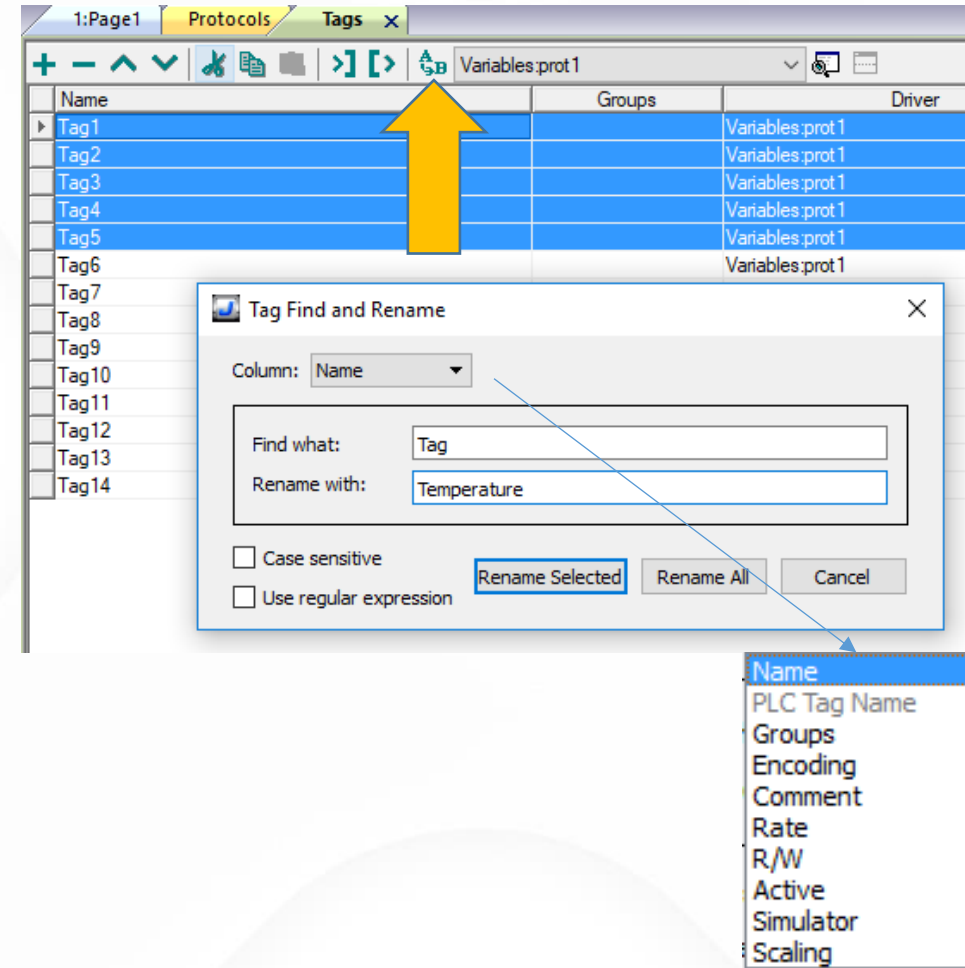 1:Page1 Protocols Tags x
Variables:prot1
Name Groups Driver
Tag1 Variables:prot1
Tag2 Variables:prot1
Tag3 Variables:prot1
Tag4 Variables:prot1
Tag5 Variables:prot1
Tag6 Variables:prot1
Tag7
Tag8
Tag9
Tag10
Tag11
Tag12
Tag13
Tag14
Tag Find and Rename
Column: Name
Find what: Tag
Rename with: Temperature
Case sensitive
Use regular expression
Rename Selected Rename All Cancel
Name
PLC Tag Name
Groups
Encoding
Comment
Rate
R/W
Active
Simulator
Scaling